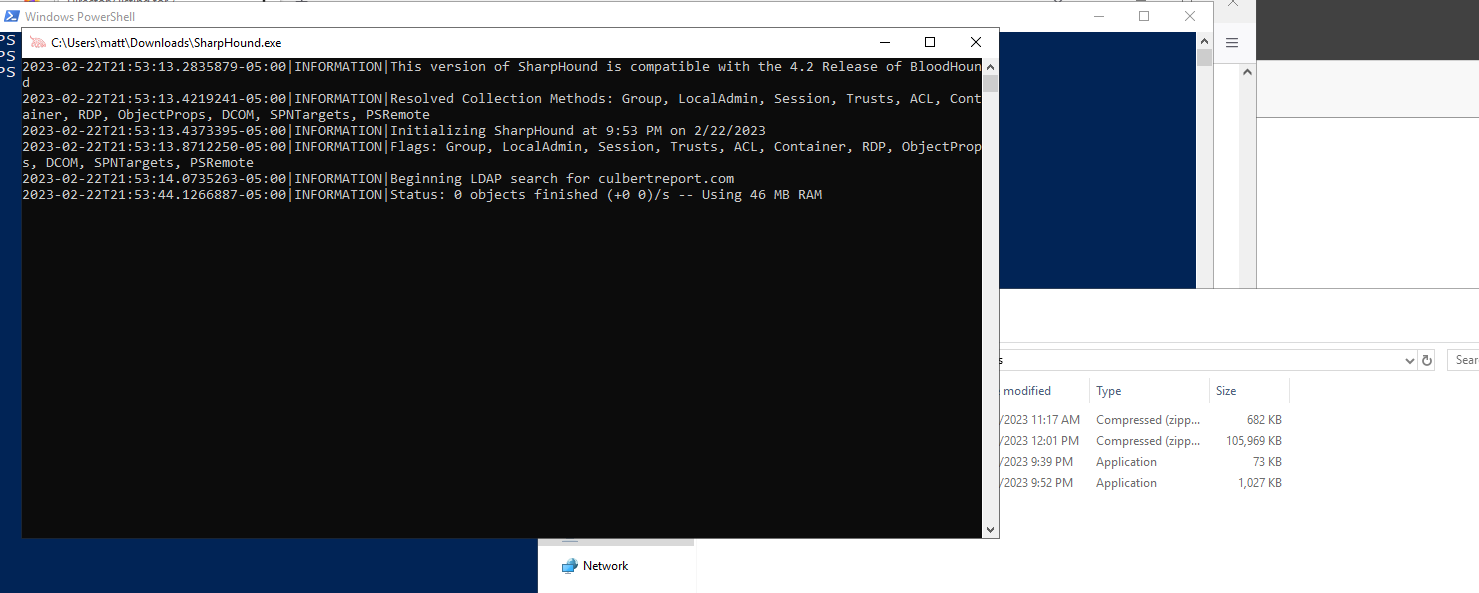 Windows PowerShell
PS
PS
PS
C:\Users\matt\Downloads\SharpHound.exe
2023-02-22T21:53:13.2835879-05:00|INFORMATION|This version of SharpHound is compatible with the 4.2 Release of BloodHoun
d
2023-02-22T21:53:13.4219241-05:00|INFORMATION|Resolved Collection Methods: Group, LocalAdmin, Session, Trusts, ACL, Cont
ainer, RDP, ObjectProps, DCOM, SPNTargets, PSRemote
2023-02-22T21:53:13.4373395-05:00|INFORMATION|Initializing SharpHound at 9:53 PM on 2/22/2023
2023-02-22T21:53:13.8712250-05:00|INFORMATION|Flags: Group, LocalAdmin, Session, Trusts, ACL, Container, RDP, ObjectProp
s, DCOM, SPNTargets, PSRemote
2023-02-22T21:53:14.0735263-05:00|INFORMATION|Beginning LDAP search for culbertreport.com
2023-02-22T21:53:44.1266887-05:00|INFORMATION|Status: 0 objects finished (+0 0)/s -- Using 46 MB RAM
s
Sear
modified Type Size
/2023 11:17 AM Compressed (zipp... 682 KB
/2023 12:01 PM Compressed (zipp... 105,969 KB
/2023 9:39 PM Application 73 KB
/2023 9:52 PM Application 1,027 KB
Network